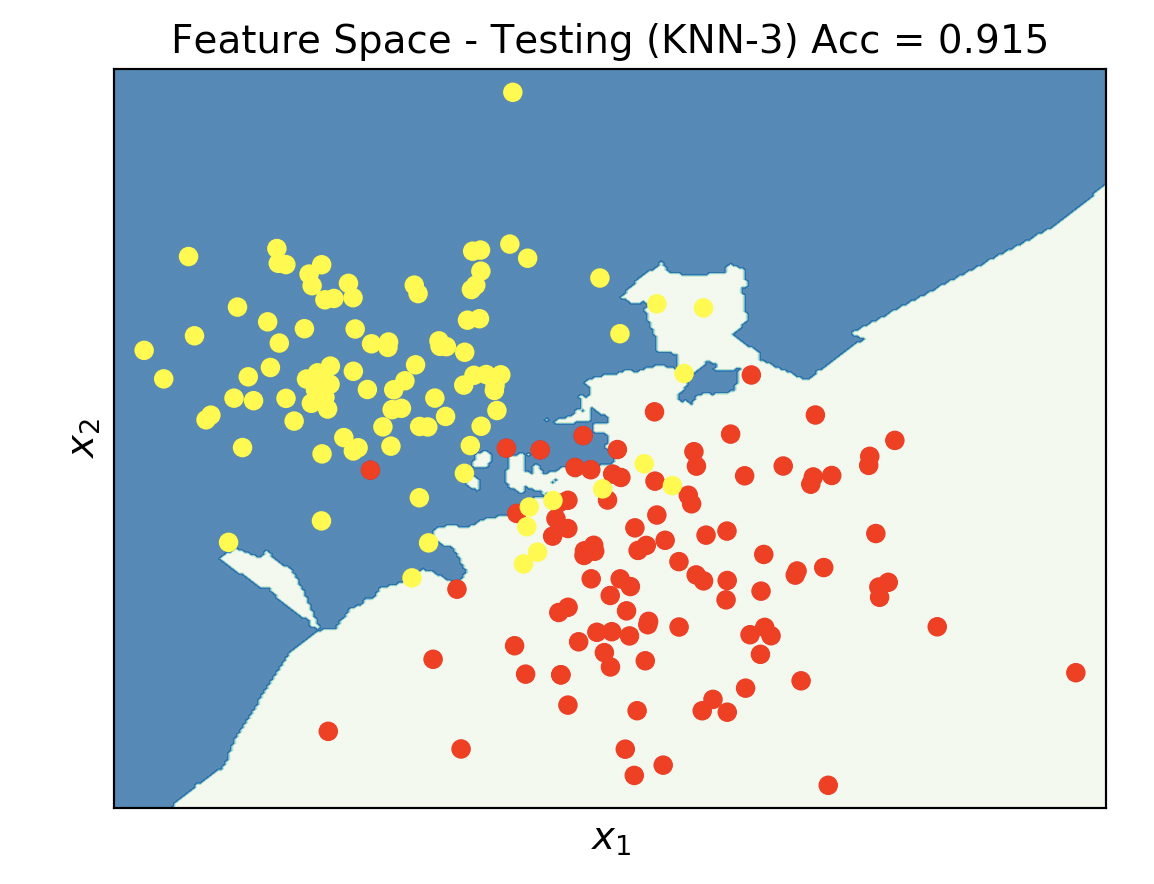 Feature Space - Testing (KNN-3) Acc = 0.915
x₂
x₁